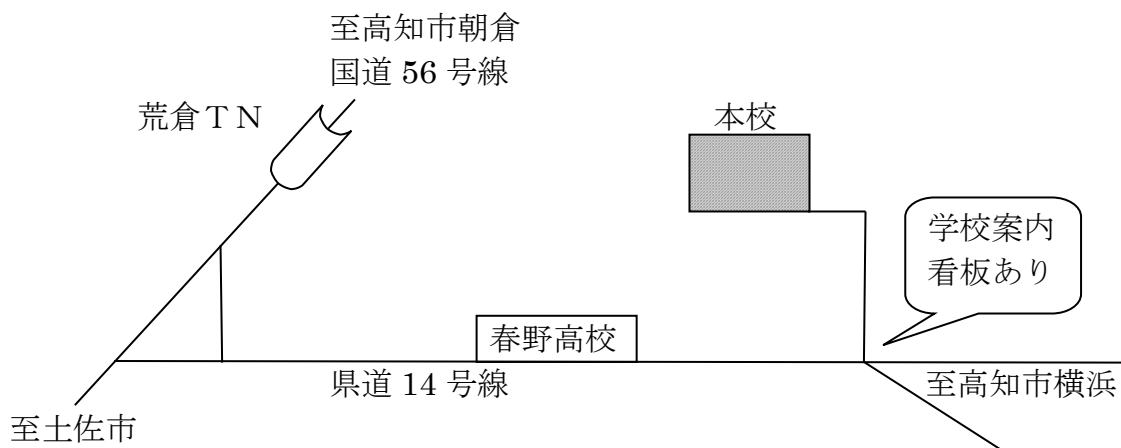 至高知市朝倉
国道 56 号線
荒倉ＴＮ
本校
学校案内
看板あり
春野高校
県道 14 号線
至高知市横浜
至土佐市